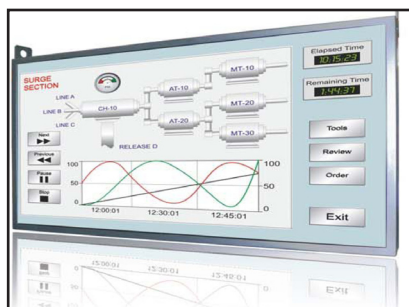 SURGE
SECTION
LINE A
LINE B
LINE C
CH-10
AT-10
AT-20
MT-10
MT-20
MT-30
RELEASE D
Elapsed Time
10:15:23
Remaining Time
1:44:37
Next
Previous
Pause
Stop
100
50
0
100
50
0
12:00:01
12:30:01
12:45:01
Tools
Review
Order
Exit